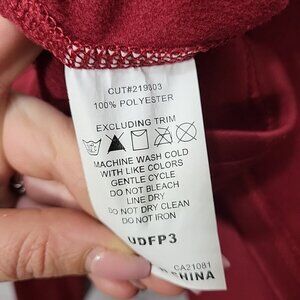 CUT#219303
100% POLYESTER
EXCLUDING TRIM
MACHINE WASH COLD
WITH LIKE COLORS
GENTLE CYCLE
DO NOT BLEACH
LINE DRY
DO NOT DRY CLEAN
DO NOT IRON
UDFP3
CA21081
CHINA